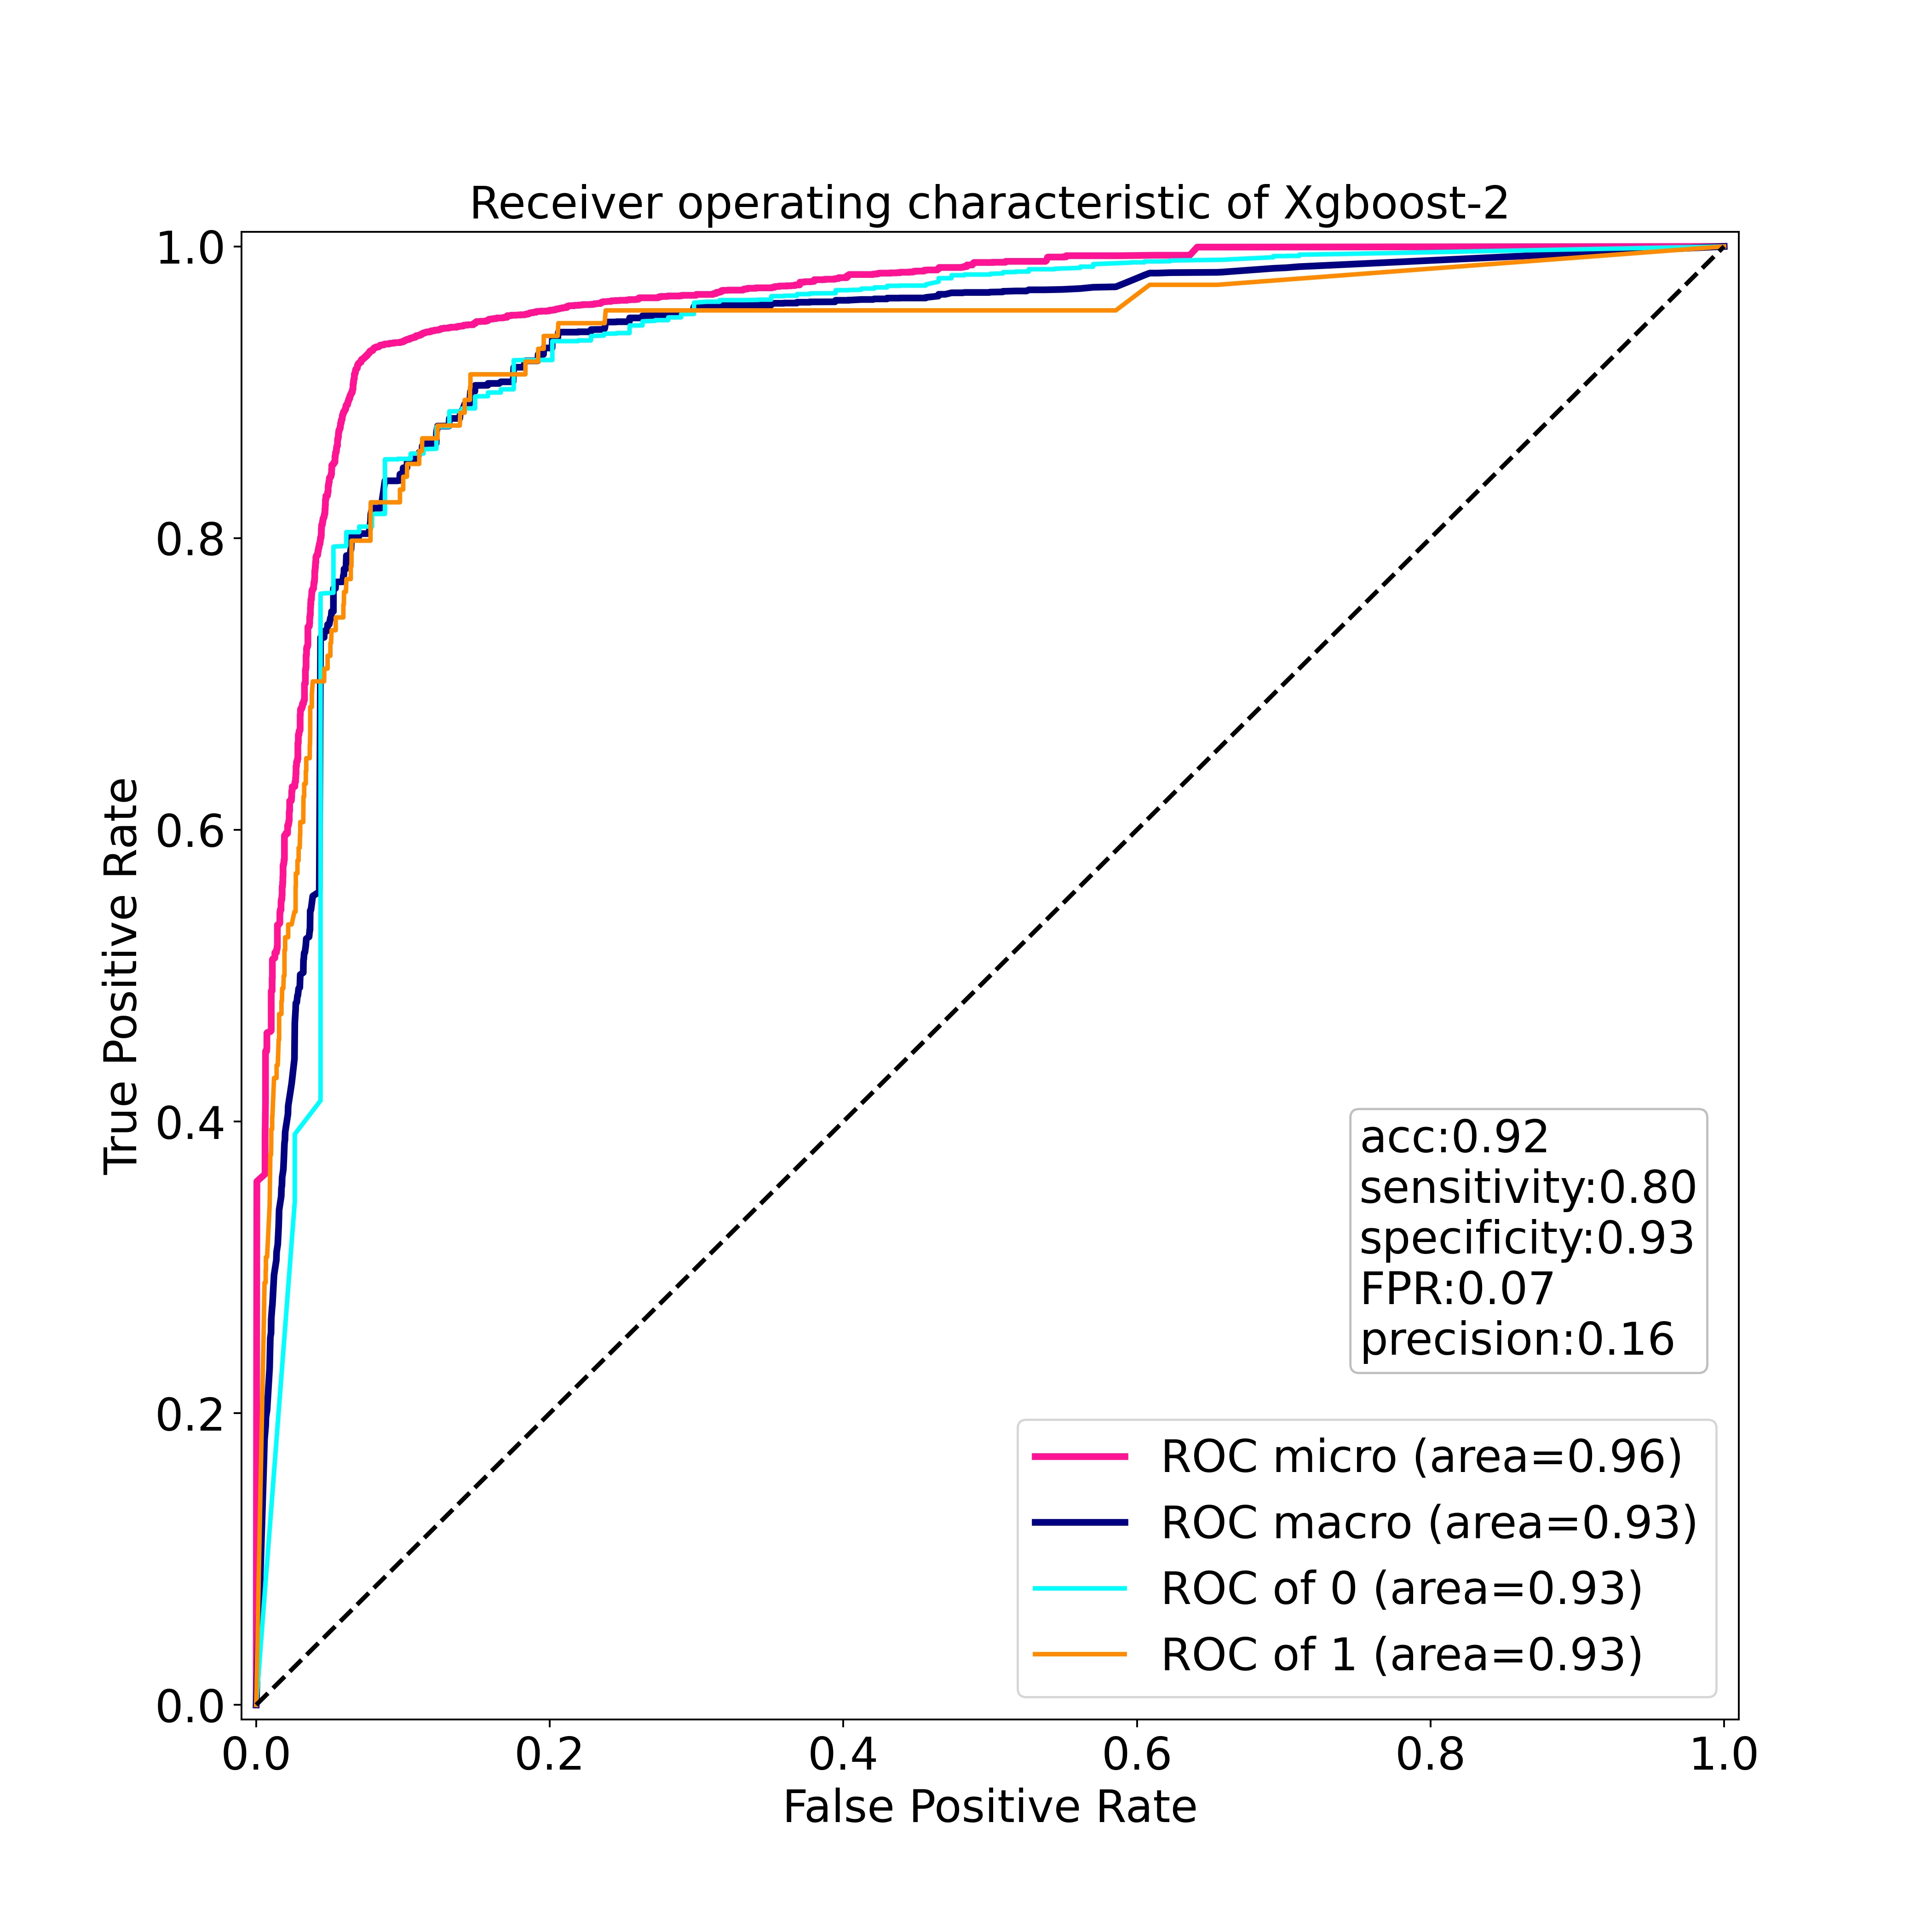 Receiver operating characteristic of Xgboost-2
1.0
0.8
0.6
0.4
0.2
0.0
True Positive Rate
acc:0.92
sensitivity:0.80
specificity:0.93
FPR:0.07
precision:0.16
ROC micro (area=0.96)
ROC macro (area=0.93)
ROC of 0 (area=0.93)
ROC of 1 (area=0.93)
0.0 0.2 0.4 0.6 0.8 1.0
False Positive Rate